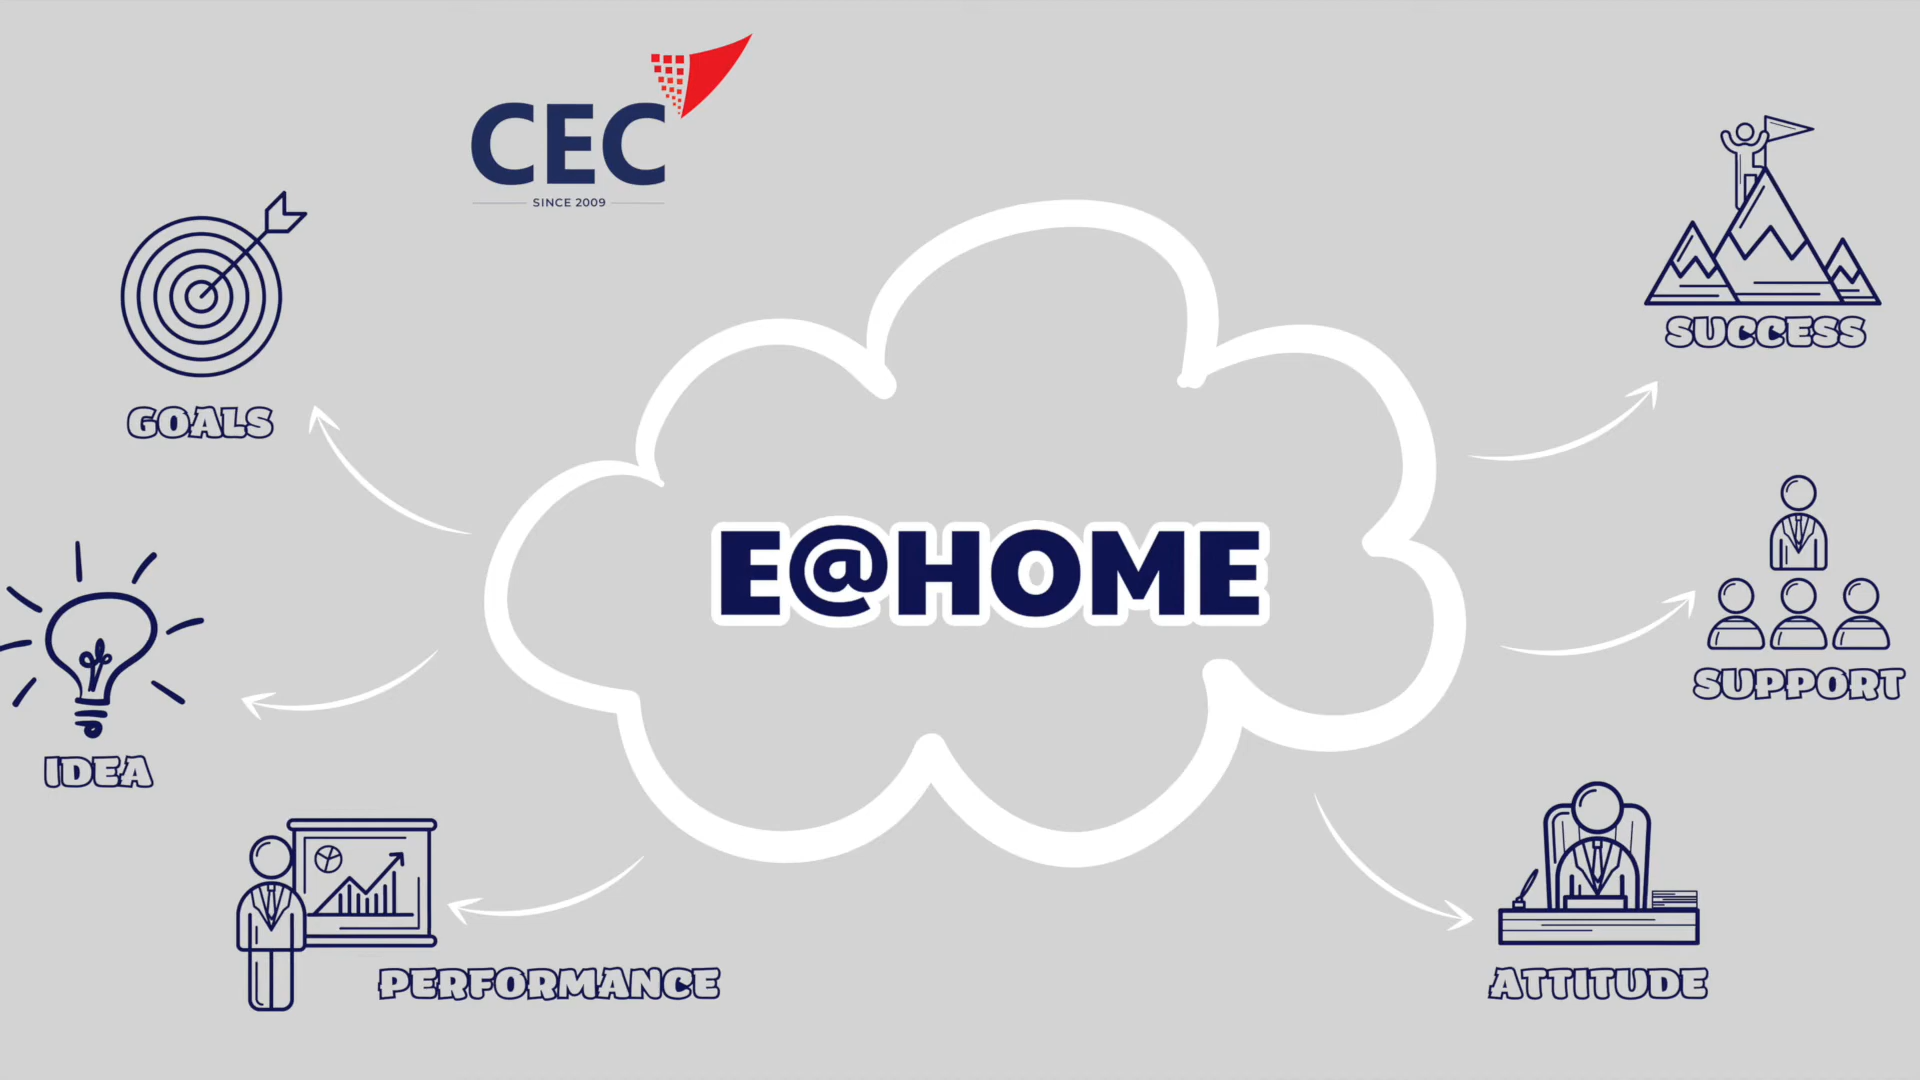 CEC
SINCE 2009
SUCCESS
GOALS
E@HOME
SUPPORT
IDEA
PERFORMANCE
ATTITUDE